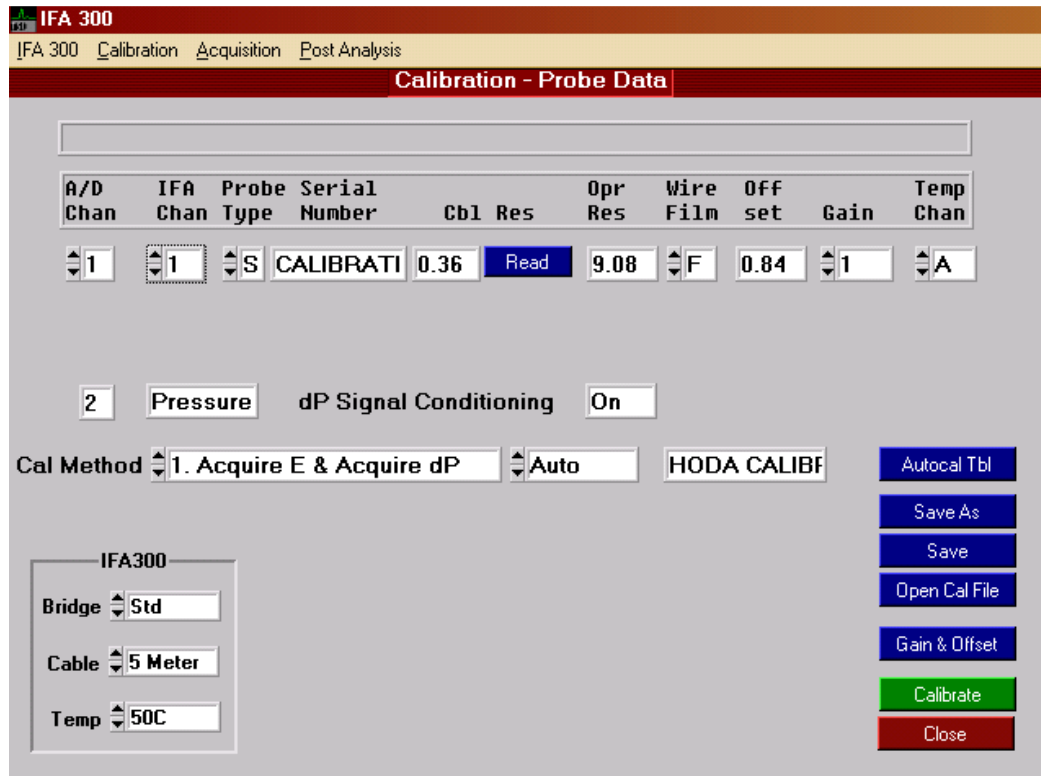 IFA 300
IFA 300 Calibration Acquisition Post Analysis
Calibration - Probe Data
A/D IFA Probe Serial Opr Wire Off Temp
Chan Chan Type Number Cbl Res Res Film set Gain Chan
1 1 S CALIBRATI 0.36 Read 9.08 F 0.84 1 A
2 Pressure dP Signal Conditioning On
Cal Method 1. Acquire E & Acquire dP Auto HODA CALIBR Autocal Tbl
Save As
IFA300 Save
Bridge Std Open Cal File
Cable 5 Meter Gain & Offset
Temp 50C Calibrate
Close